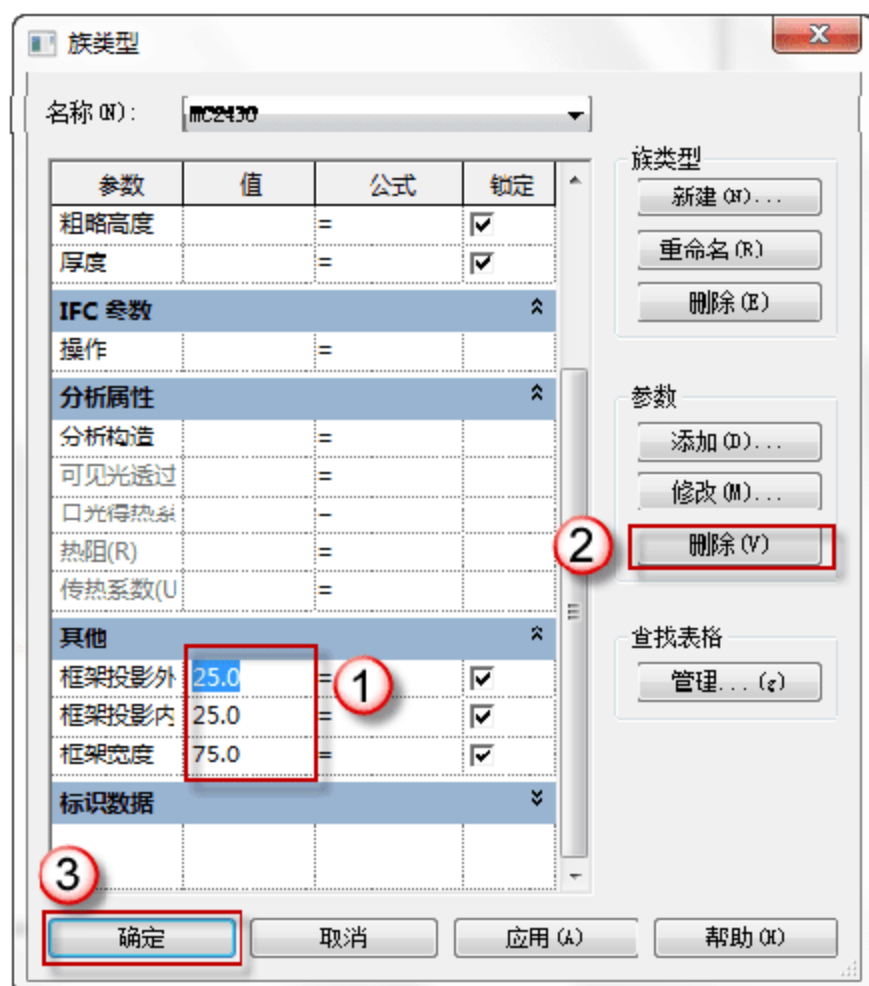 族类型
名称(N):
MC2430
参数 值 公式 锁定
粗略高度 =
厚度 =
IFC 参数
操作 =
分析属性
分析构造 =
可见光透过 =
热阻(R) =
传热系数(U =
其他
框架投影外 25.0 =
框架投影内 25.0 =
框架宽度 75.0 =
标识数据
①
②
③
族类型
新建(N)...
重命名(R)
删除(E)
参数
添加(D)...
修改(M)...
删除(V)
查找表格
管理...(g)
确定 取消 应用(A) 帮助(H)